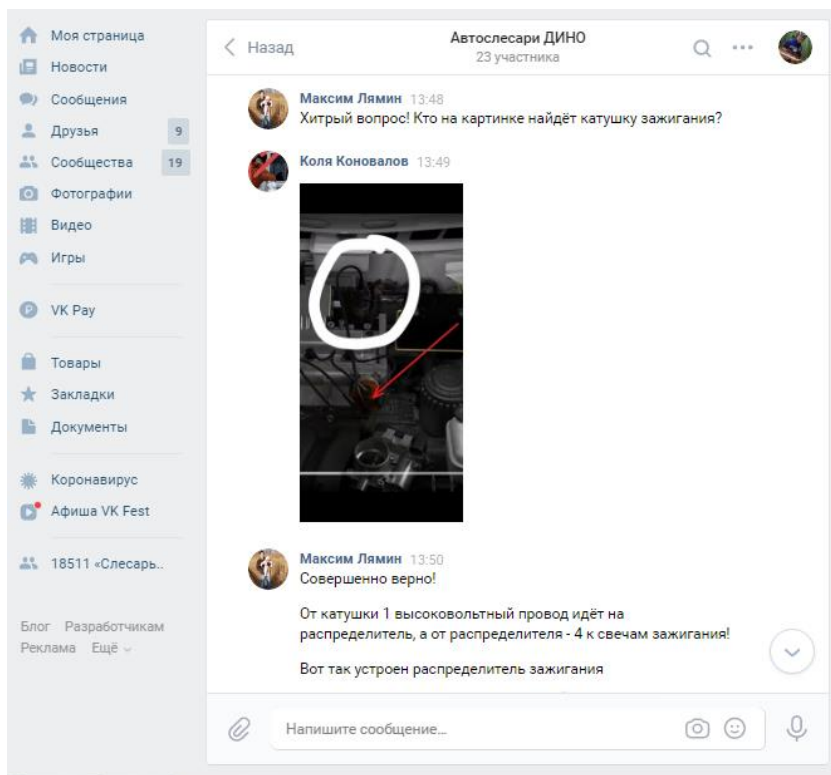 Моя страница
Новости
Сообщения
Друзья 9
Сообщества 19
Фотографии
Видео
Игры
VK Pay
Товары
Закладки
Документы
Коронавирус
Афиша VK Fest
18511 «Слесарь..
Блог Разработчикам
Реклама Ещё
Назад
Автослесари ДИНО
23 участника
Максим Лямин 13:48
Хитрый вопрос! Кто на картинке найдёт катушку зажигания?
Коля Коновалов 13:49
Максим Лямин 13:50
Совершенно верно!
От катушки 1 высоковольтный провод идёт на
распределитель, а от распределителя - 4 к свечам зажигания!
Вот так устроен распределитель зажигания
Напишите сообщение...